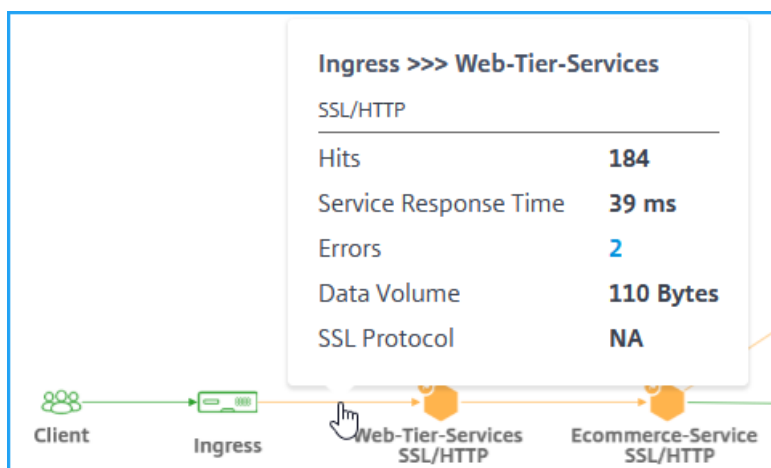 Ingress >>> Web-Tier-Services
SSL/HTTP
Hits 184
Service Response Time 39 ms
Errors 2
Data Volume 110 Bytes
SSL Protocol NA
Client
Ingress
Web-Tier-Services
SSL/HTTP
Ecommerce-Service
SSL/HTTP